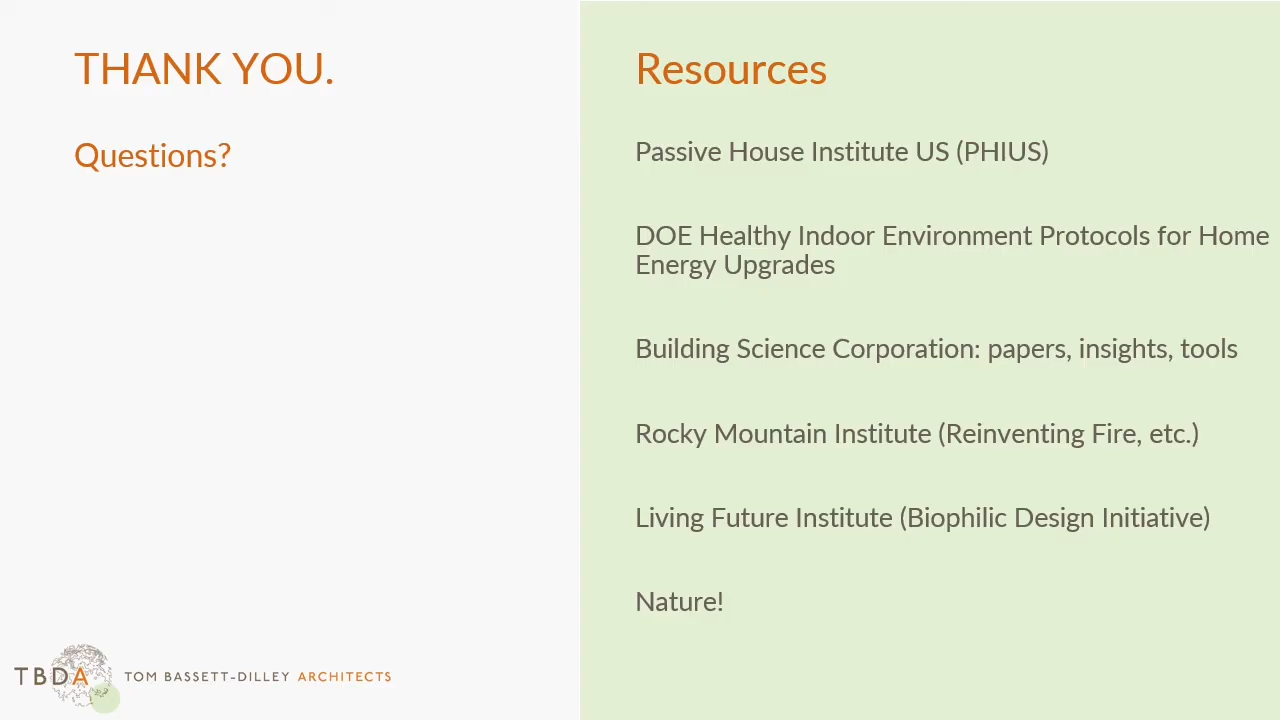 THANK YOU.
Questions?
Resources
Passive House Institute US (PHIUS)
DOE Healthy Indoor Environment Protocols for Home
Energy Upgrades
Building Science Corporation: papers, insights, tools
Rocky Mountain Institute (Reinventing Fire, etc.)
Living Future Institute (Biophilic Design Initiative)
Nature!
TBDA TOM BASSETT-DILLEY ARCHITECTS